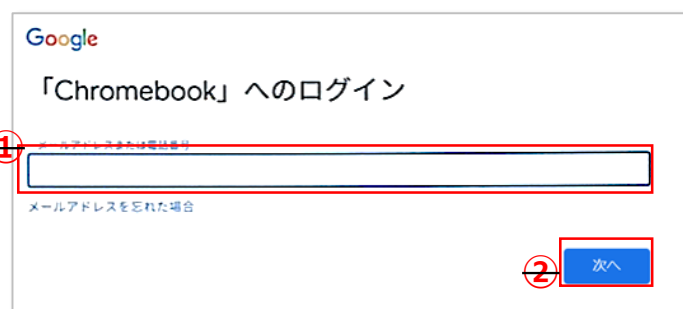 Google
「Chromebook」へのログイン
①
メールアドレスまたは電話番号
メールアドレスを忘れた場合
②
次へ